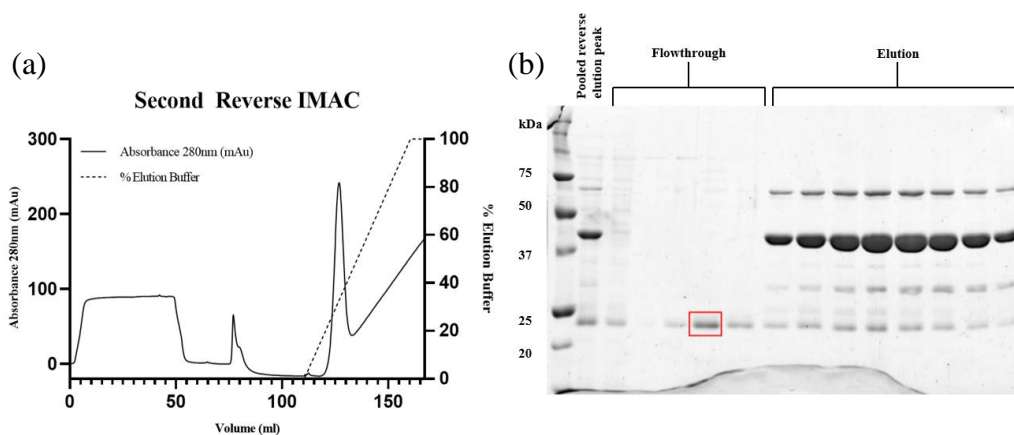 (a)
Second Reverse IMAC
Absorbance 280nm (mAu)
% Elution Buffer
300
200
100
0
Absorbance 280nm (mAu)
100
80
60
40
20
0
% Elution Buffer
0
50
100
150
Volume (ml)
(b)
Pooled reverse
elution peak
Flowthrough
Elution
kDa
75
50
37
25
20